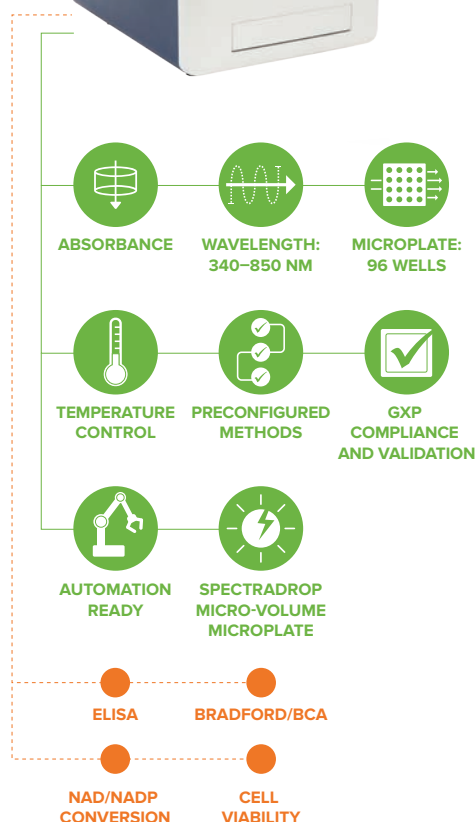 ABSORBANCE
WAVELENGTH:
340–850 NM
MICROPLATE:
96 WELLS
TEMPERATURE
CONTROL
PRECONFIGURED
METHODS
GXP
COMPLIANCE
AND VALIDATION
AUTOMATION
READY
SPECTRADROP
MICRO-VOLUME
MICROPLATE
ELISA
BRADFORD/BCA
NAD/NADP
CONVERSION
CELL
VIABILITY